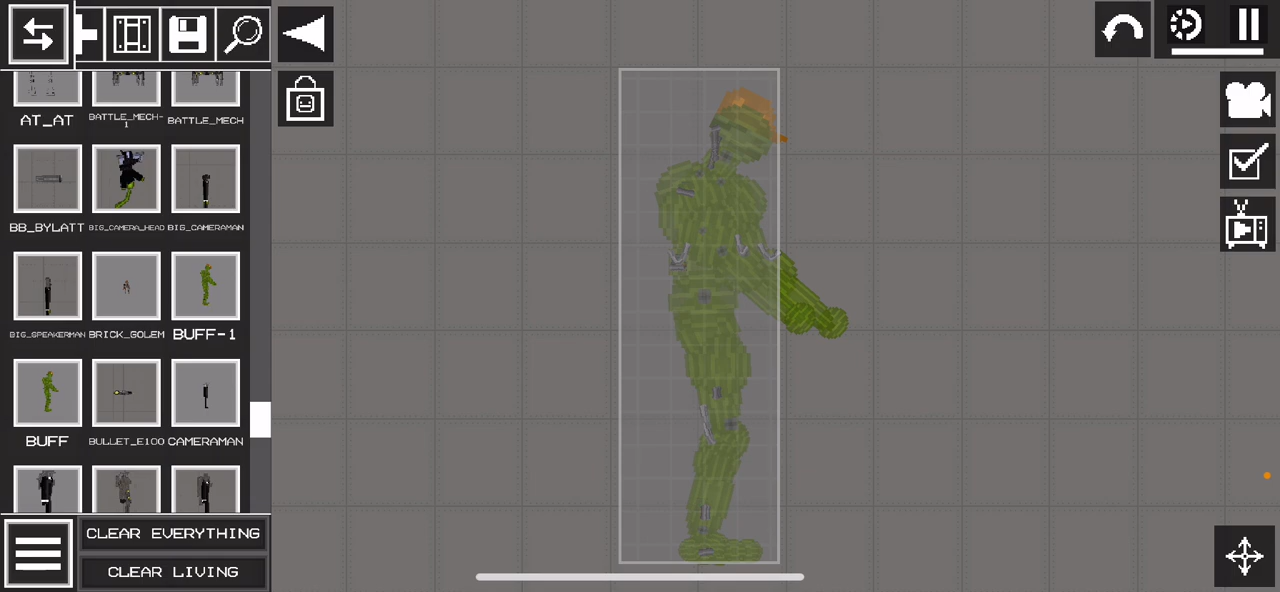 AT_AT
BATTLE_MECH-1
BATTLE_MECH
BB_BYLATT
BIG_CAMERA_HEAD
BIG_CAMERAMAN
BIG_SPEAKERMAN
BRICK_GOLEM
BUFF-1
BUFF
BULLET_E100
CAMERAMAN
CLEAR EVERYTHING
CLEAR LIVING